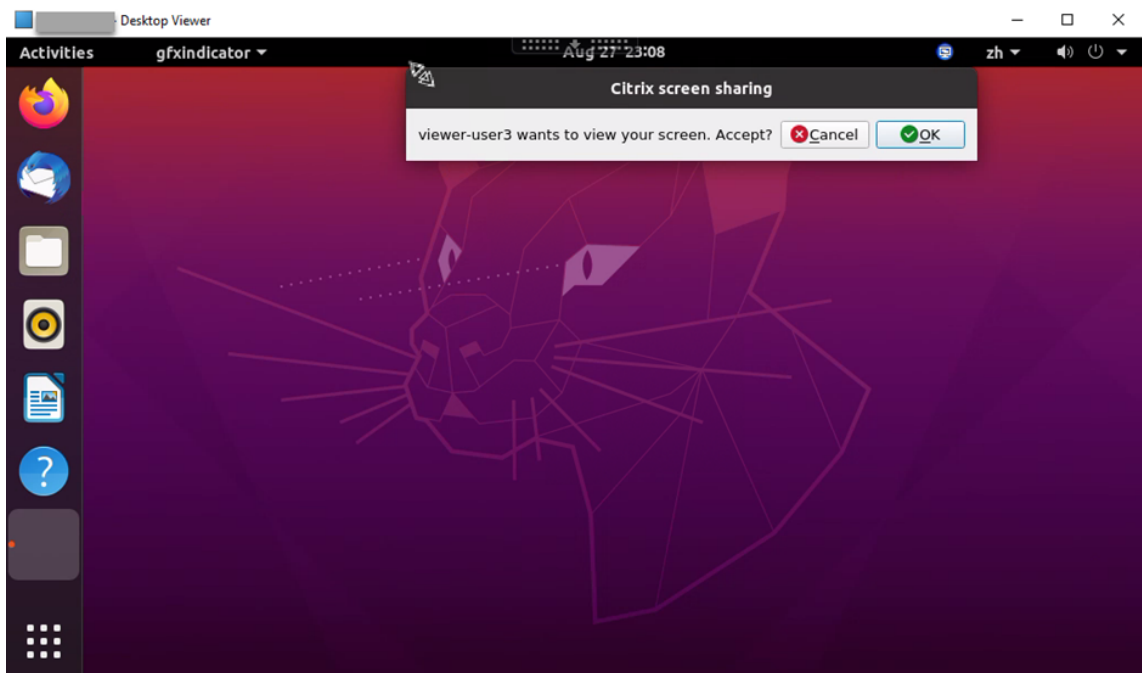 - Desktop Viewer
Activities gfxindicator Aug 27 23:08 zh
Citrix screen sharing
viewer-user3 wants to view your screen. Accept? Cancel OK
?